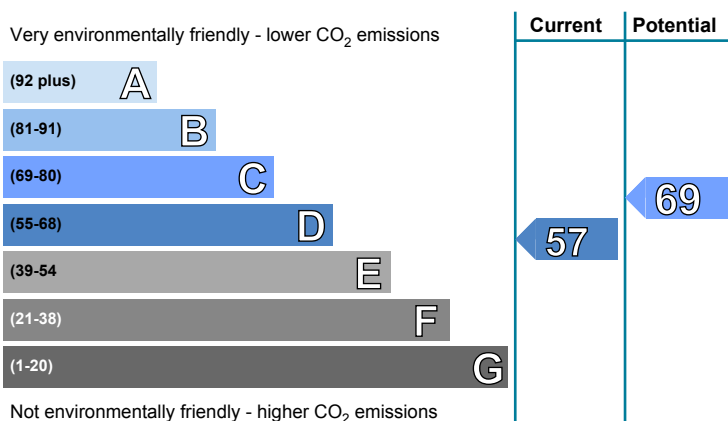 Current Potential
Very environmentally friendly - lower CO2 emissions
(92 plus) A
(81-91) B
(69-80) C
69
(55-68) D
57
(39-54 E
(21-38) F
(1-20) G
Not environmentally friendly - higher CO2 emissions